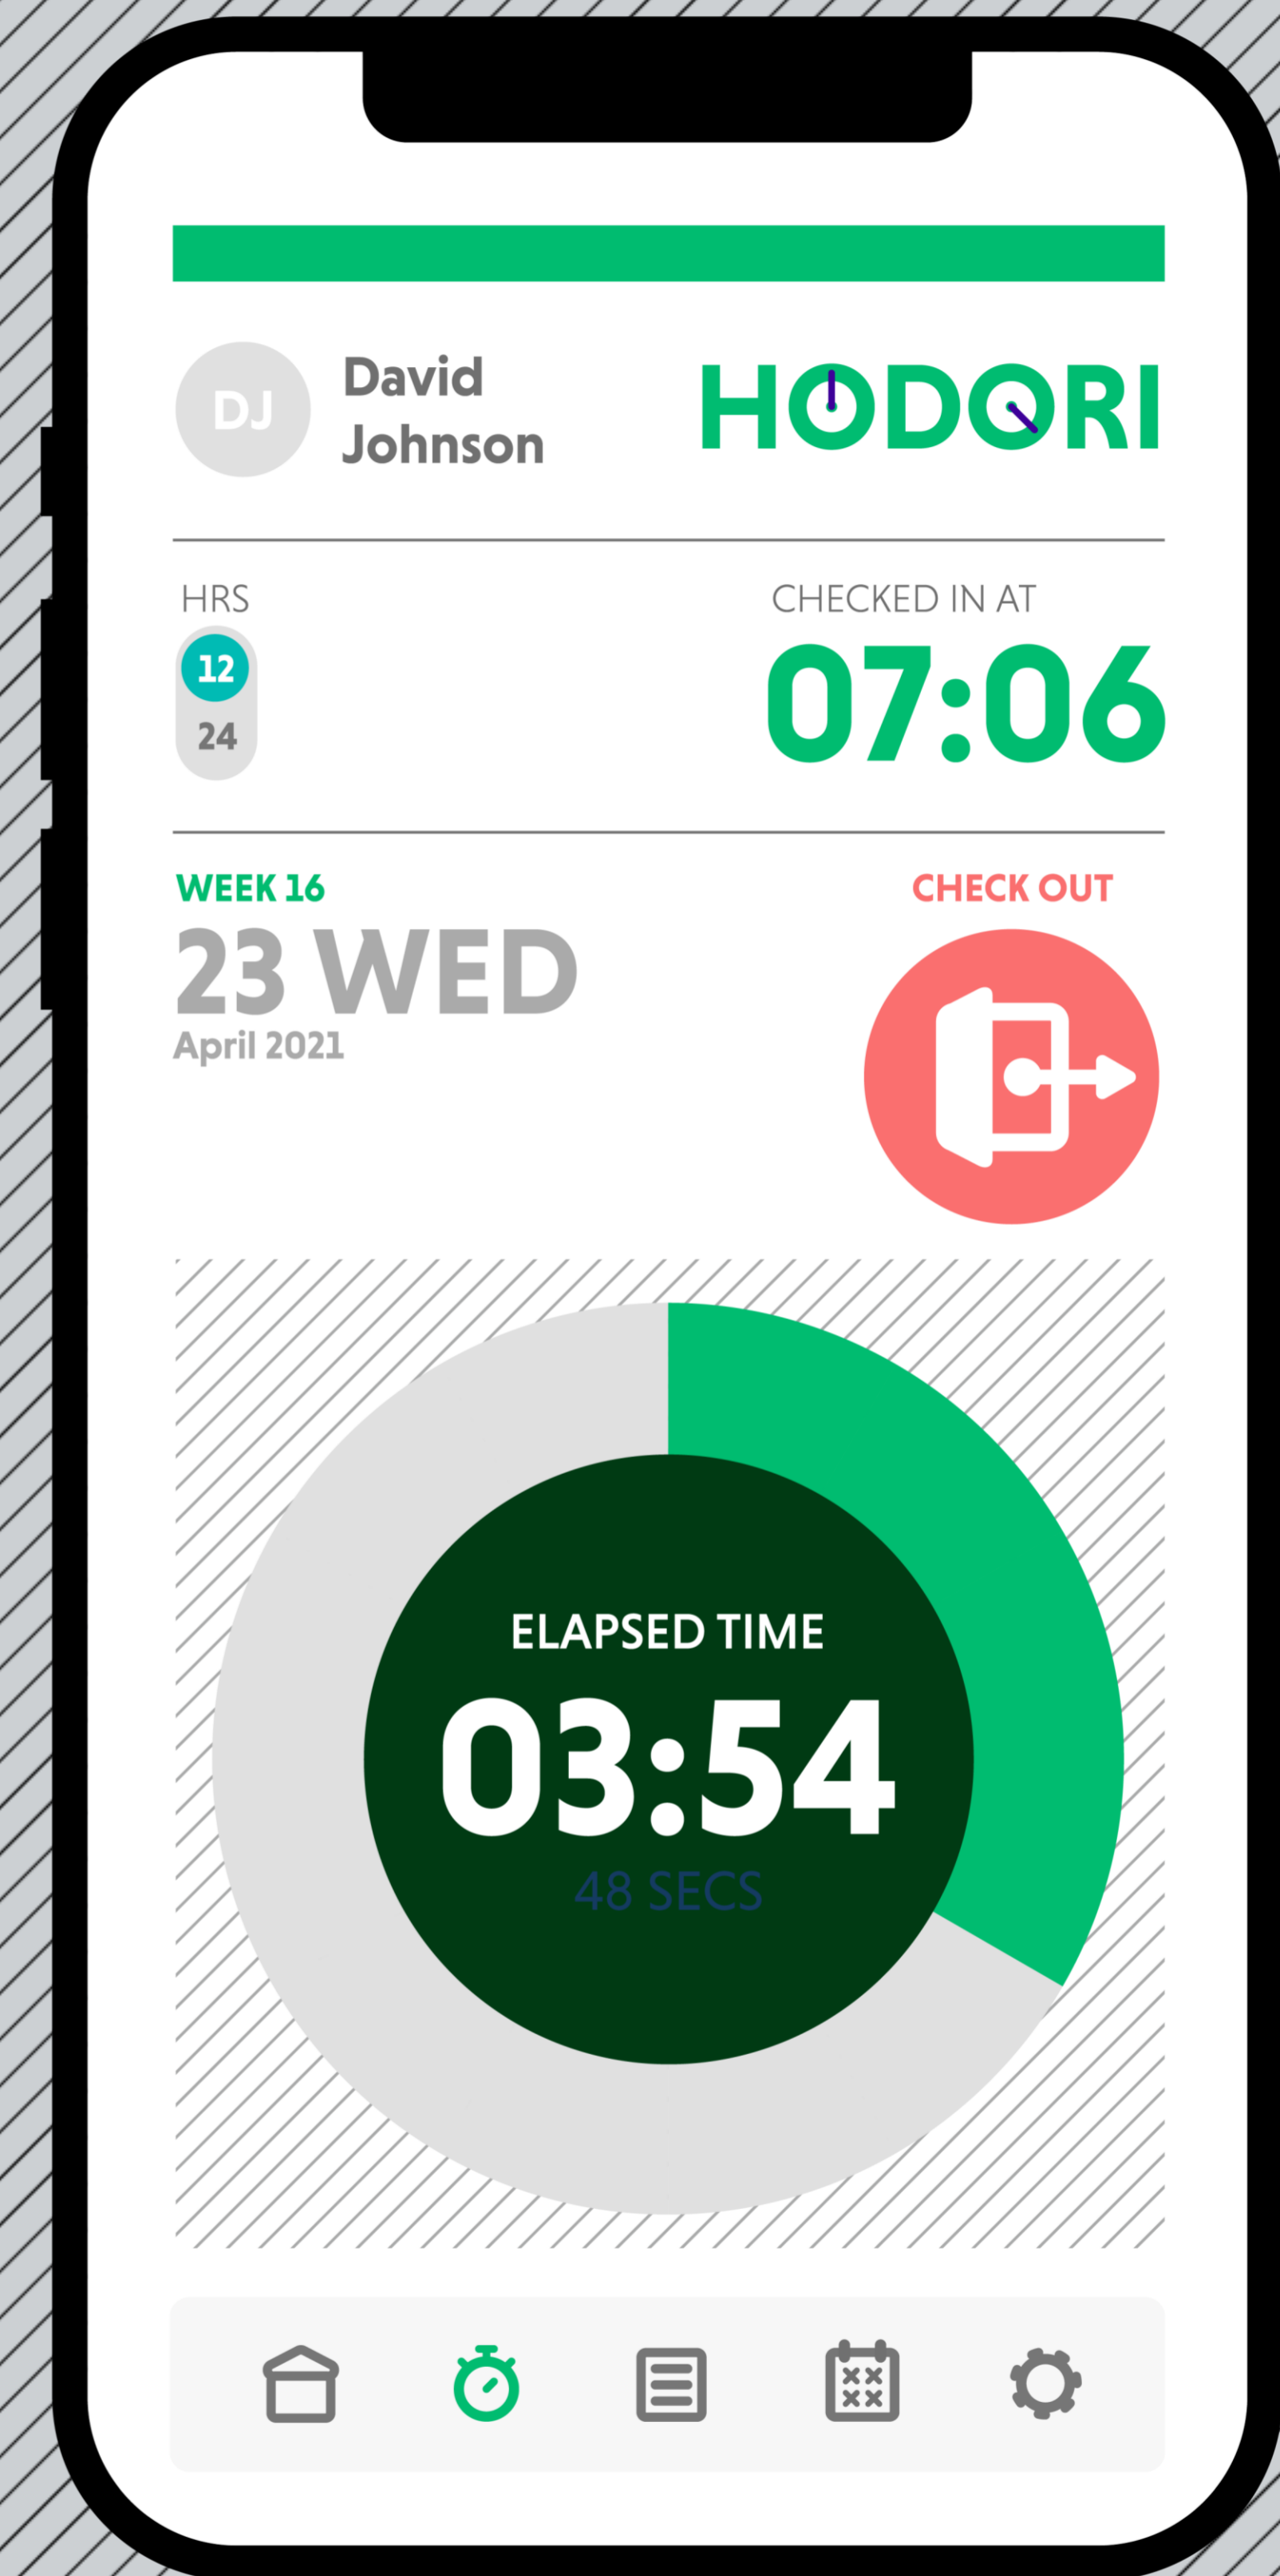 DJ
David
Johnson
HODORI
HRS
12
24
CHECKED IN AT
07:06
WEEK 16
23 WED
April 2021
CHECK OUT
ELAPSED TIME
03:54
48 SECS